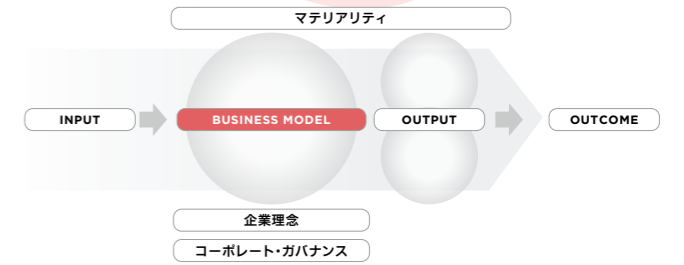 マテリアリティ
INPUT
BUSINESS MODEL
OUTPUT
OUTCOME
企業理念
コーポレート・ガバナンス